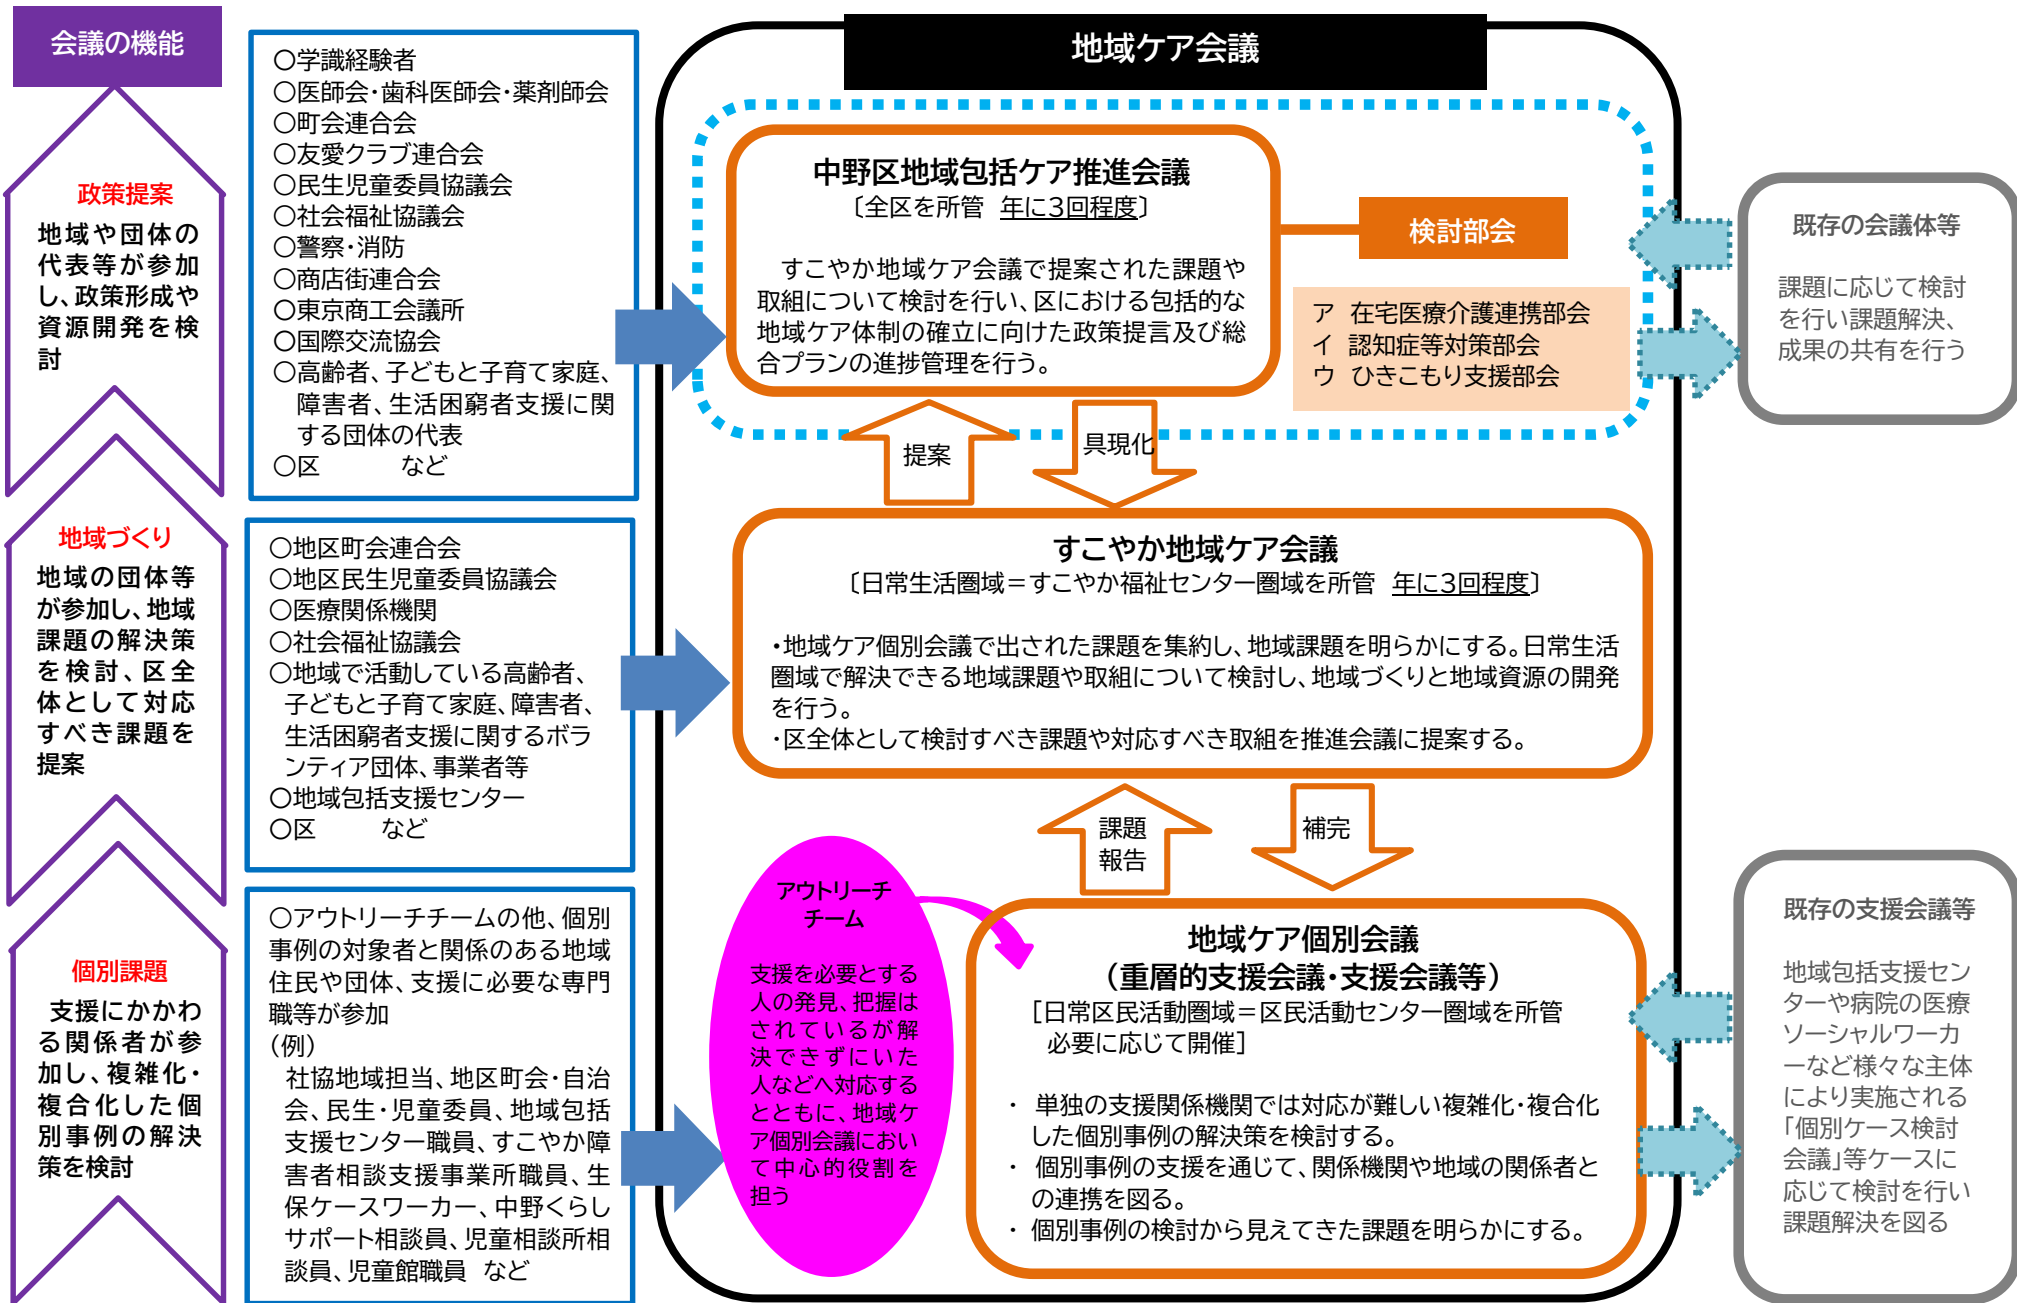 会議の機能
政策提案
地域や団体の
代表等が参加
し、政策形成や
資源開発を検
討
地域づくり
地域の団体等
が参加し、地域
課題の解決策
を検討、区全
体として対応
すべき課題を
提案
個別課題
支援にかかわ
る関係者が参
加し、複雑化・
複合化した個
別事例の解決
策を検討
○学識経験者
○医師会・歯科医師会・薬剤師会
○町会連合会
○友愛クラブ連合会
○民生児童委員協議会
○社会福祉協議会
○警察・消防
○商店街連合会
○東京商工会議所
○国際交流協会
○高齢者、子どもと子育て家庭、
障害者、生活困窮者支援に関
する団体の代表
○区 など
○地区町会連合会
○地区民生児童委員協議会
○医療関係機関
○社会福祉協議会
○地域で活動している高齢者、
子どもと子育て家庭、障害者、
生活困窮者支援に関するボラ
ンティア団体、事業者等
○地域包括支援センター
○区 など
○アウトリーチチームの他、個別
事例の対象者と関係のある地域
住民や団体、支援に必要な専門
職等が参加
(例)
社協地域担当、地区町会・自治
会、民生・児童委員、地域包括
支援センター職員、すこやか障
害者相談支援事業所職員、生
保ケースワーカー、中野くらし
サポート相談員、児童相談所相
談員、児童館職員 など
地域ケア会議
中野区地域包括ケア推進会議
〔全区を所管 年に3回程度〕
すこやか地域ケア会議で提案された課題や
取組について検討を行い、区における包括的な
地域ケア体制の確立に向けた政策提言及び総
合プランの進捗管理を行う。
検討部会
ア 在宅医療介護連携部会
イ 認知症等対策部会
ウ ひきこもり支援部会
提案
具現化
すこやか地域ケア会議
〔日常生活圏域=すこやか福祉センター圏域を所管 年に3回程度〕
・地域ケア個別会議で出された課題を集約し、地域課題を明らかにする。日常生活
圏域で解決できる地域課題や取組について検討し、地域づくりと地域資源の開発
を行う。
・区全体として検討すべき課題や対応すべき取組を推進会議に提案する。
課題
報告
補完
アウトリーチ
チーム
支援を必要とする
人の発見、把握は
されているが解
決できずにいた
人などへ対応する
とともに、地域ケ
ア個別会議におい
て中心的役割を
担う
地域ケア個別会議
(重層的支援会議・支援会議等)
[日常区民活動圏域=区民活動センター圏域を所管
必要に応じて開催]
・ 単独の支援関係機関では対応が難しい複雑化・複合化
した個別事例の解決策を検討する。
・ 個別事例の支援を通じて、関係機関や地域の関係者と
の連携を図る。
・ 個別事例の検討から見えてきた課題を明らかにする。
既存の会議体等
課題に応じて検討
を行い課題解決、
成果の共有を行う
既存の支援会議等
地域包括支援セン
ターや病院の医療
ソーシャルワーカ
ーなど様々な主体
により実施される
「個別ケース検討
会議」等ケースに
応じて検討を行い
課題解決を図る